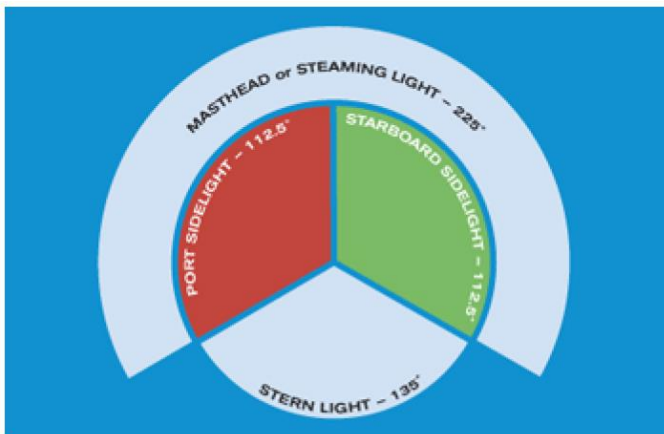 MASTHEAD or STEAMING LIGHT – 225°
PORT SIDELIGHT – 112.5°
STARBOARD SIDELIGHT – 112.5°
STERN LIGHT – 135°